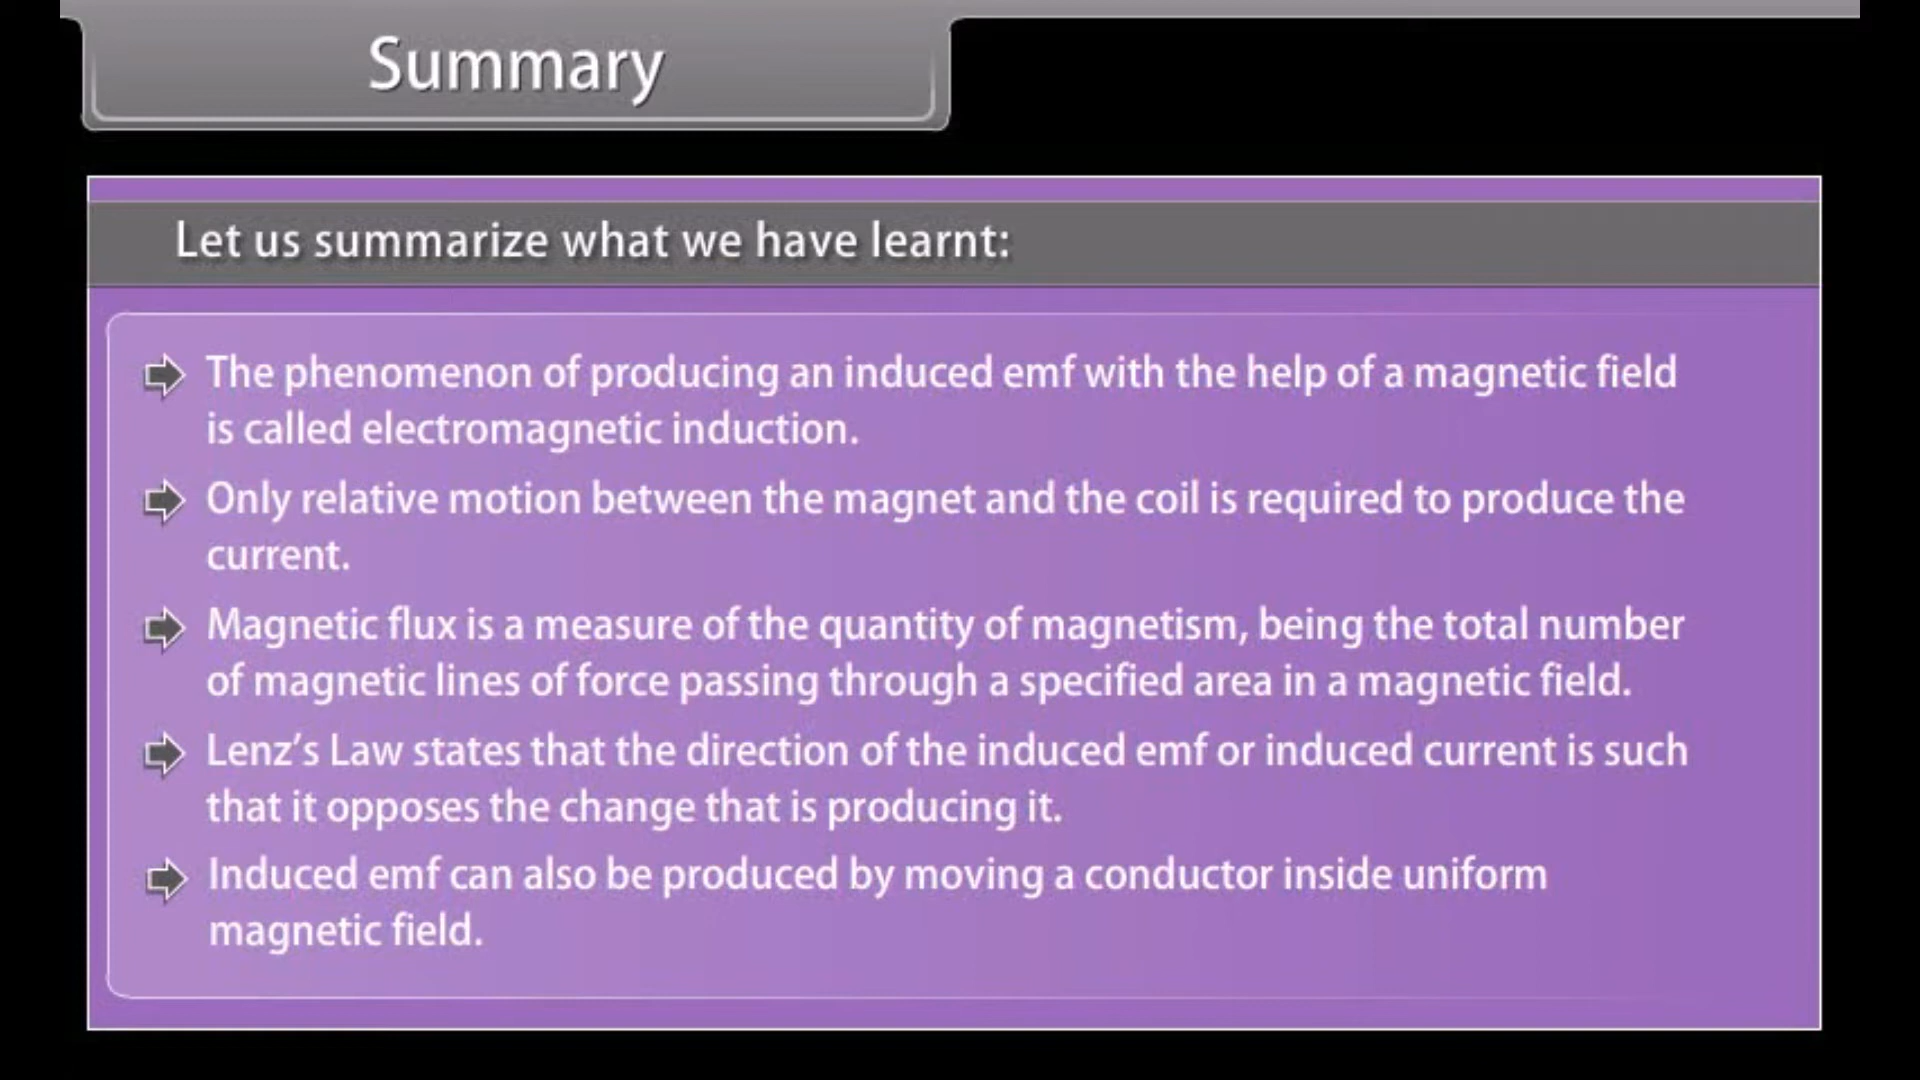 Summary
Let us summarize what we have learnt:
The phenomenon of producing an induced emf with the help of a magnetic field
is called electromagnetic induction.
Only relative motion between the magnet and the coil is required to produce the
current.
Magnetic flux is a measure of the quantity of magnetism, being the total number
of magnetic lines of force passing through a specified area in a magnetic field.
Lenz’s Law states that the direction of the induced emf or induced current is such
that it opposes the change that is producing it.
Induced emf can also be produced by moving a conductor inside uniform
magnetic field.